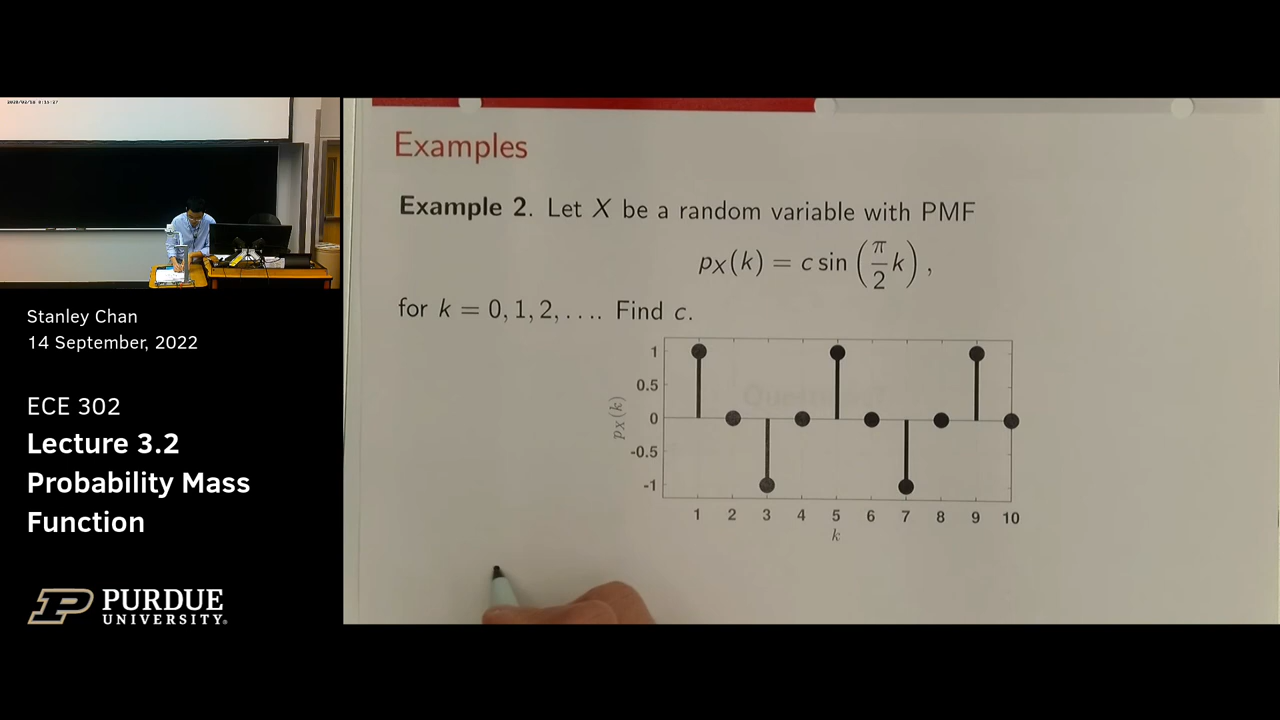 Stanley Chan
14 September, 2022
ECE 302
Lecture 3.2
Probability Mass
Function
PURDUE
UNIVERSITY®
Examples
Example 2. Let X be a random variable with PMF
pX(k) = c sin (π/2 k),
for k = 0, 1, 2, .... Find c.
1
0.5
0
-0.5
-1
pX(k)
1 2 3 4 5 6 7 8 9 10
k